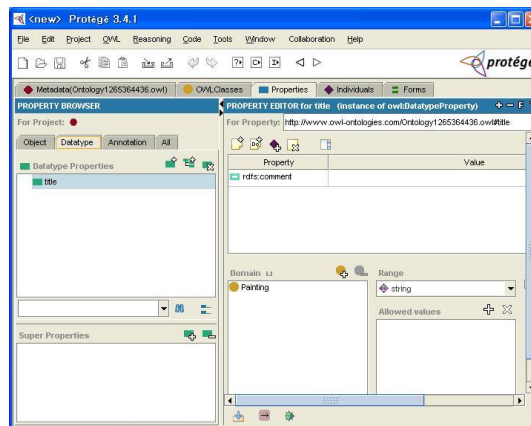 <new> Protégé 3.4.1
File Edit Project OWL Reasoning Code Tools Window Collaboration Help
protégé
Metadata(Ontology1265364436.owl) OWLClasses Properties Individuals Forms
PROPERTY BROWSER
For Project:
Object Datatype Annotation All
Datatype Properties
title
Super Properties
PROPERTY EDITOR for title (instance of owl:DatatypeProperty)
For Property: http://www.owl-ontologies.com/Ontology1265364436.owl#title
Property Value
rdfs:comment
Domain Range
Painting string
Allowed values